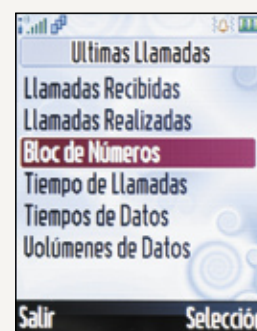 Ultimas Llamadas
Llamadas Recibidas
Llamadas Realizadas
Bloc de Números
Tiempo de Llamadas
Tiempos de Datos
Volúmenes de Datos
Salir Selección